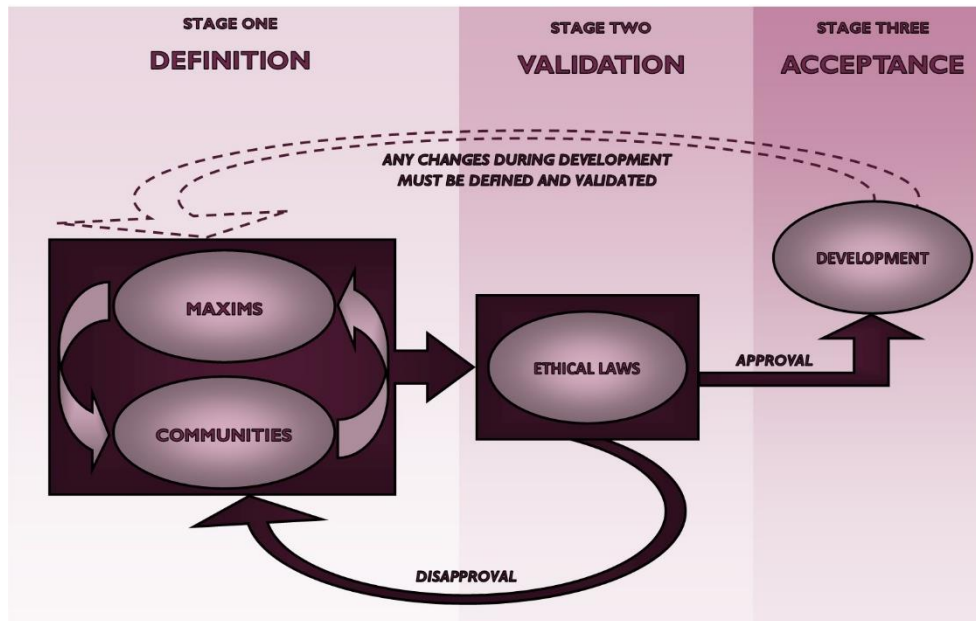 STAGE ONE
DEFINITION
STAGE TWO
VALIDATION
STAGE THREE
ACCEPTANCE
ANY CHANGES DURING DEVELOPMENT
MUST BE DEFINED AND VALIDATED
DEVELOPMENT
MAXIMS
ETHICAL LAWS
APPROVAL
COMMUNITIES
DISAPPROVAL